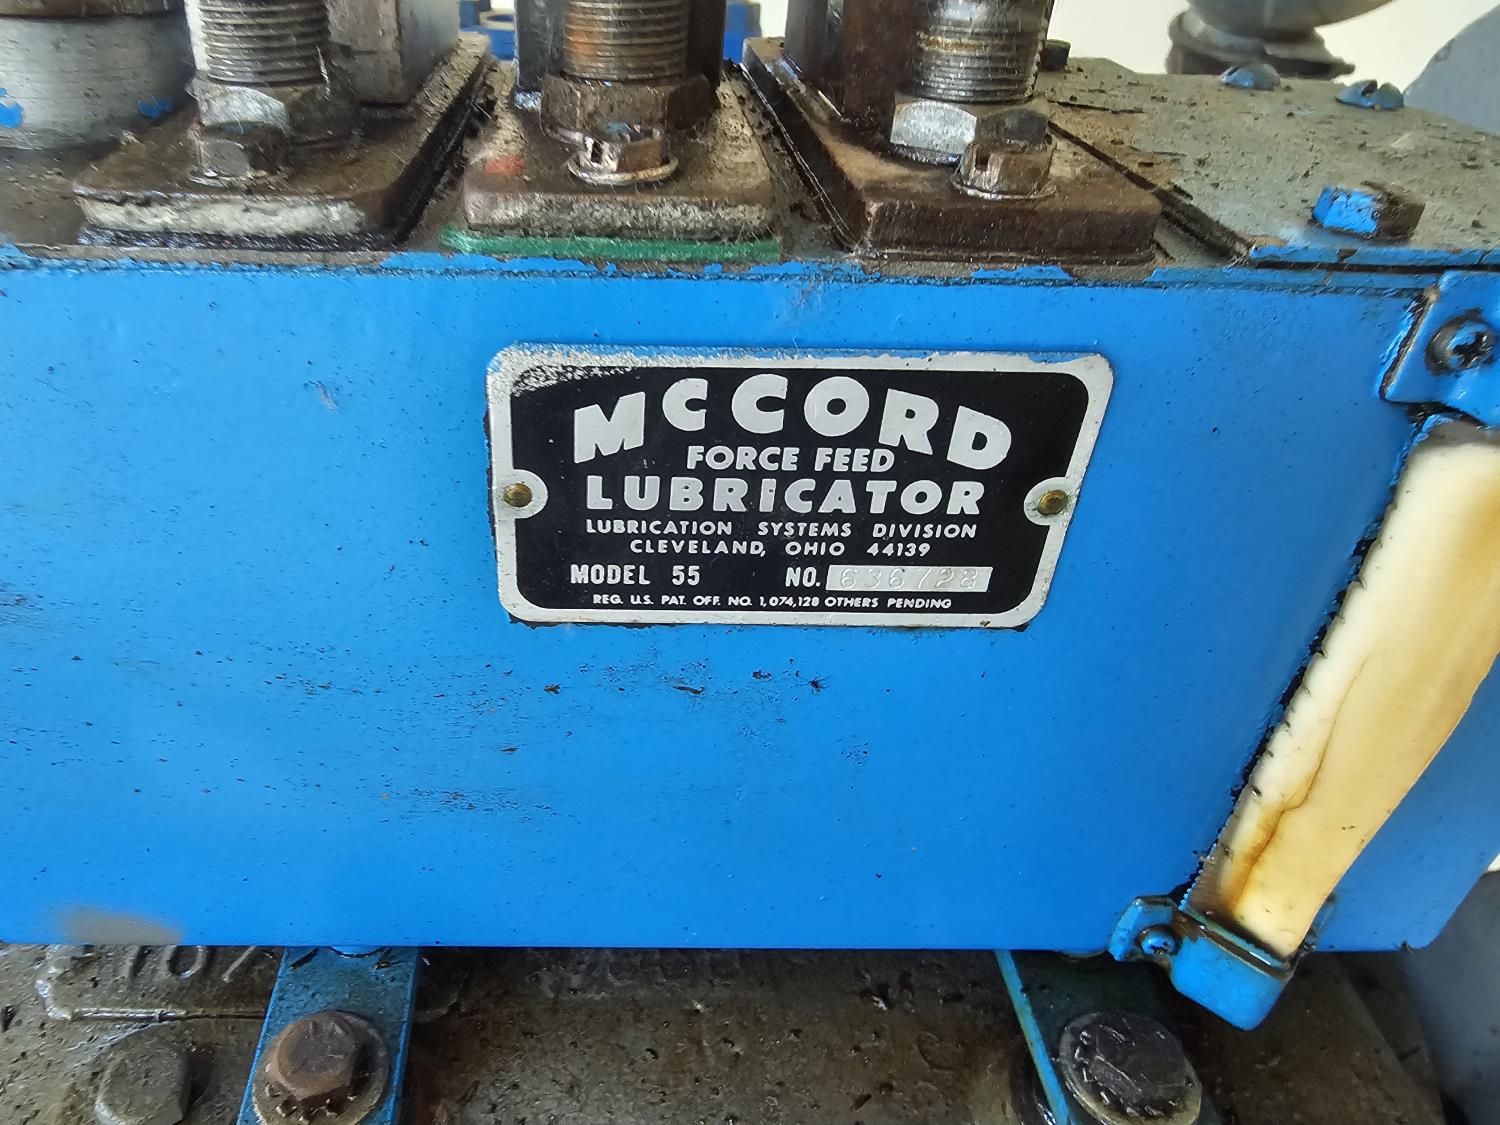 McCORD
FORCE FEED
LUBRICATOR
LUBRICATION SYSTEMS DIVISION
CLEVELAND, OHIO 44139
MODEL 55 NO. 636728
REG. U.S. PAT. OFF. NO. 1,074,128 OTHERS PENDING